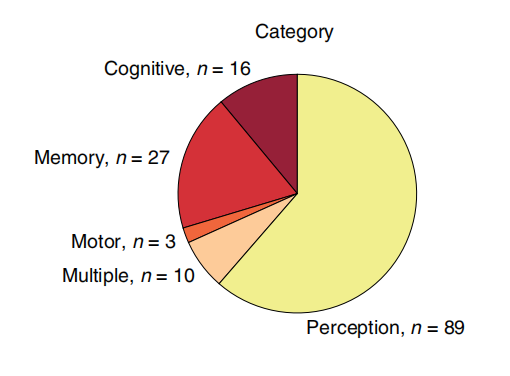 Category
Cognitive, n = 16
Memory, n = 27
Motor, n = 3
Multiple, n = 10
Perception, n = 89